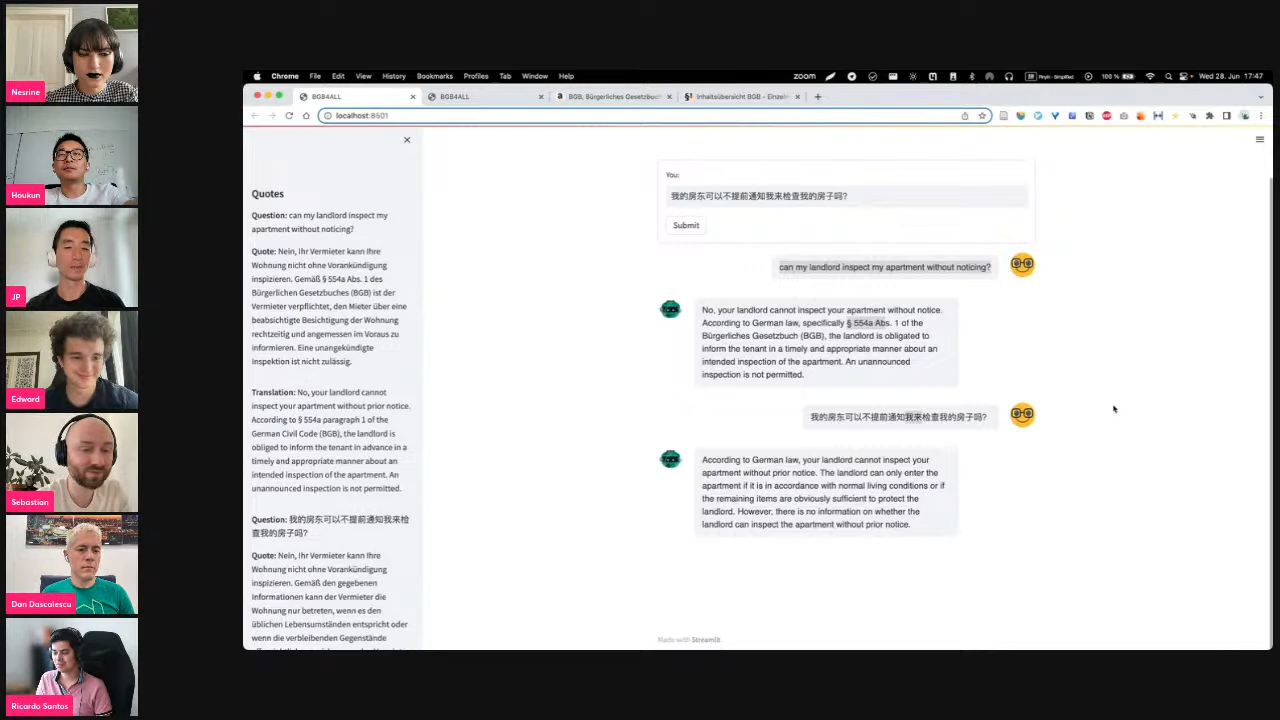 Nesrine
Houkun
JP
Edward
Sebastian
Dan Dascalescu
Ricardo Santos
Chrome File Edit View History Bookmarks Profiles Tab Window Help
zoom
100 %
Wed 28. Jun 17:47
BGB4ALL
BGB4ALL
BGB, Bürgerliches Gesetzbuch
Inhaltsübersicht BGB - Einzel
localhost:8501
Quotes
Question: can my landlord inspect my
apartment without noticing?
Quote: Nein, Ihr Vermieter kann Ihre
Wohnung nicht ohne Vorankündigung
inspizieren. Gemäß § 554a Abs. 1 des
Bürgerlichen Gesetzbuches (BGB) ist der
Vermieter verpflichtet, den Mieter über eine
beabsichtigte Besichtigung der Wohnung
rechtzeitig und angemessen im Voraus zu
informieren. Eine unangekündigte
Inspektion ist nicht zulässig.
Translation: No, your landlord cannot
inspect your apartment without prior notice.
According to § 554a paragraph 1 of the
German Civil Code (BGB), the landlord is
obliged to inform the tenant in advance in a
timely and appropriate manner about an
intended inspection of the apartment. An
unannounced inspection is not permitted.
Question: 我的房东可以不提前通知我来检
查我的房子吗?
Quote: Nein, Ihr Vermieter kann Ihre
Wohnung nicht ohne Vorankündigung
inspizieren. Gemäß den gegebenen
Informationen kann der Vermieter die
Wohnung nur betreten, wenn es den
üblichen Lebensumständen entspricht oder
wenn die verbleibenden Gegenstände
You:
我的房东可以不提前通知我来检查我的房子吗?
Submit
can my landlord inspect my apartment without noticing?
No, your landlord cannot inspect your apartment without notice.
According to German law, specifically § 554a Abs. 1 of the
Bürgerliches Gesetzbuch (BGB), the landlord is obligated to
inform the tenant in a timely and appropriate manner about an
intended inspection of the apartment. An unannounced
inspection is not permitted.
我的房东可以不提前通知我来检查我的房子吗?
According to German law, your landlord cannot inspect your
apartment without prior notice. The landlord can only enter the
apartment if it is in accordance with normal living conditions or if
the remaining items are obviously sufficient to protect the
landlord. However, there is no information on whether the
landlord can inspect the apartment without prior notice.
Made with Streamlit